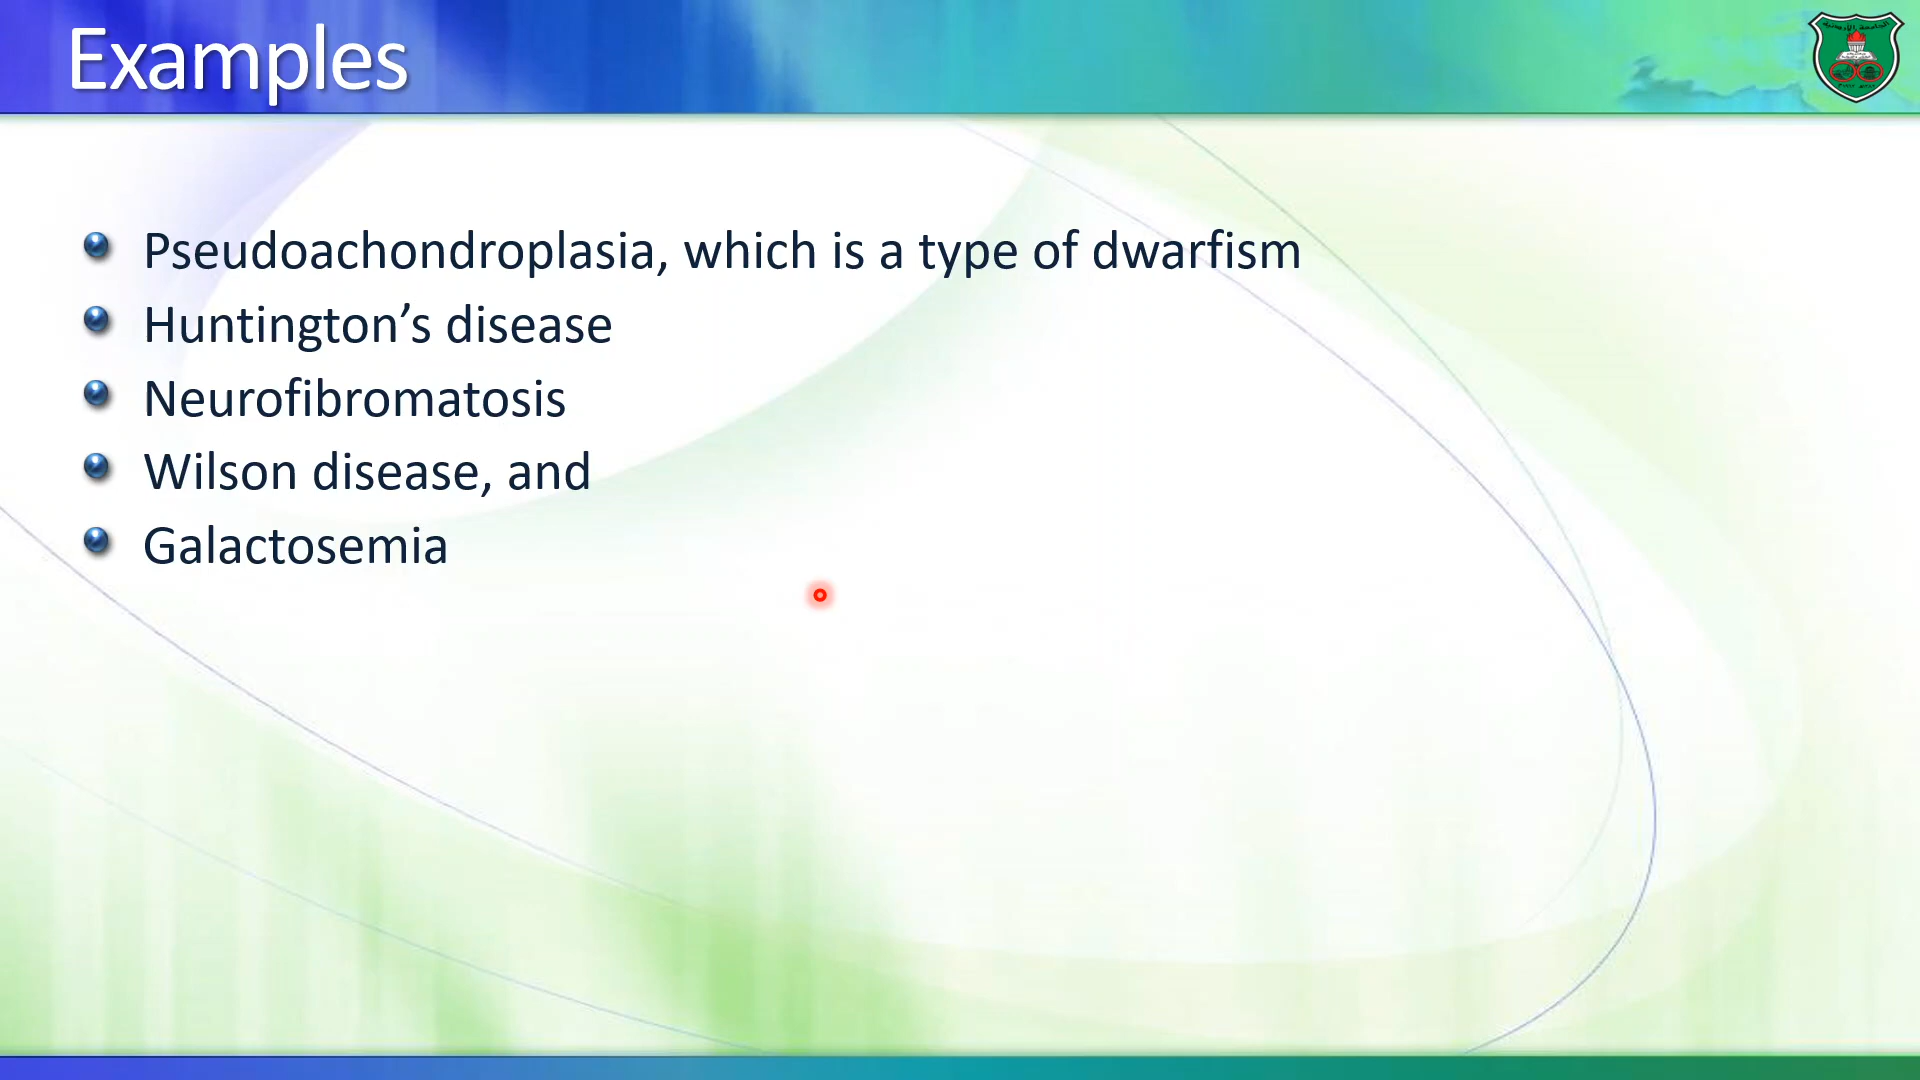 Examples
Pseudoachondroplasia, which is a type of dwarfism
Huntington’s disease
Neurofibromatosis
Wilson disease, and
Galactosemia